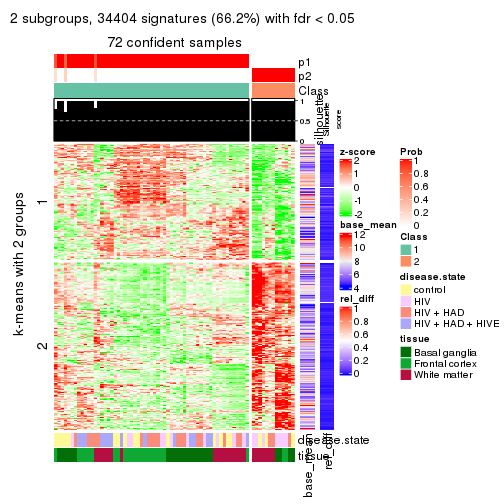 2 subgroups, 34404 signatures (66.2%) with fdr < 0.05
72 confident samples
p1
p2
Class
silhouette
Silhouette
score
1
0.5
0
k-means with 2 groups
1
2
z-score
2
1
0
-1
-2
base_mean
12
10
8
6
4
rel_diff
1
0.8
0.6
0.4
0.2
0
Prob
1
0.8
0.6
0.4
0.2
0
Class
1
2
disease.state
control
HIV
HIV + HAD
HIV + HAD + HIVE
tissue
Basal ganglia
Frontal cortex
White matter
disease.state
tissue
base_mean
rel_diff